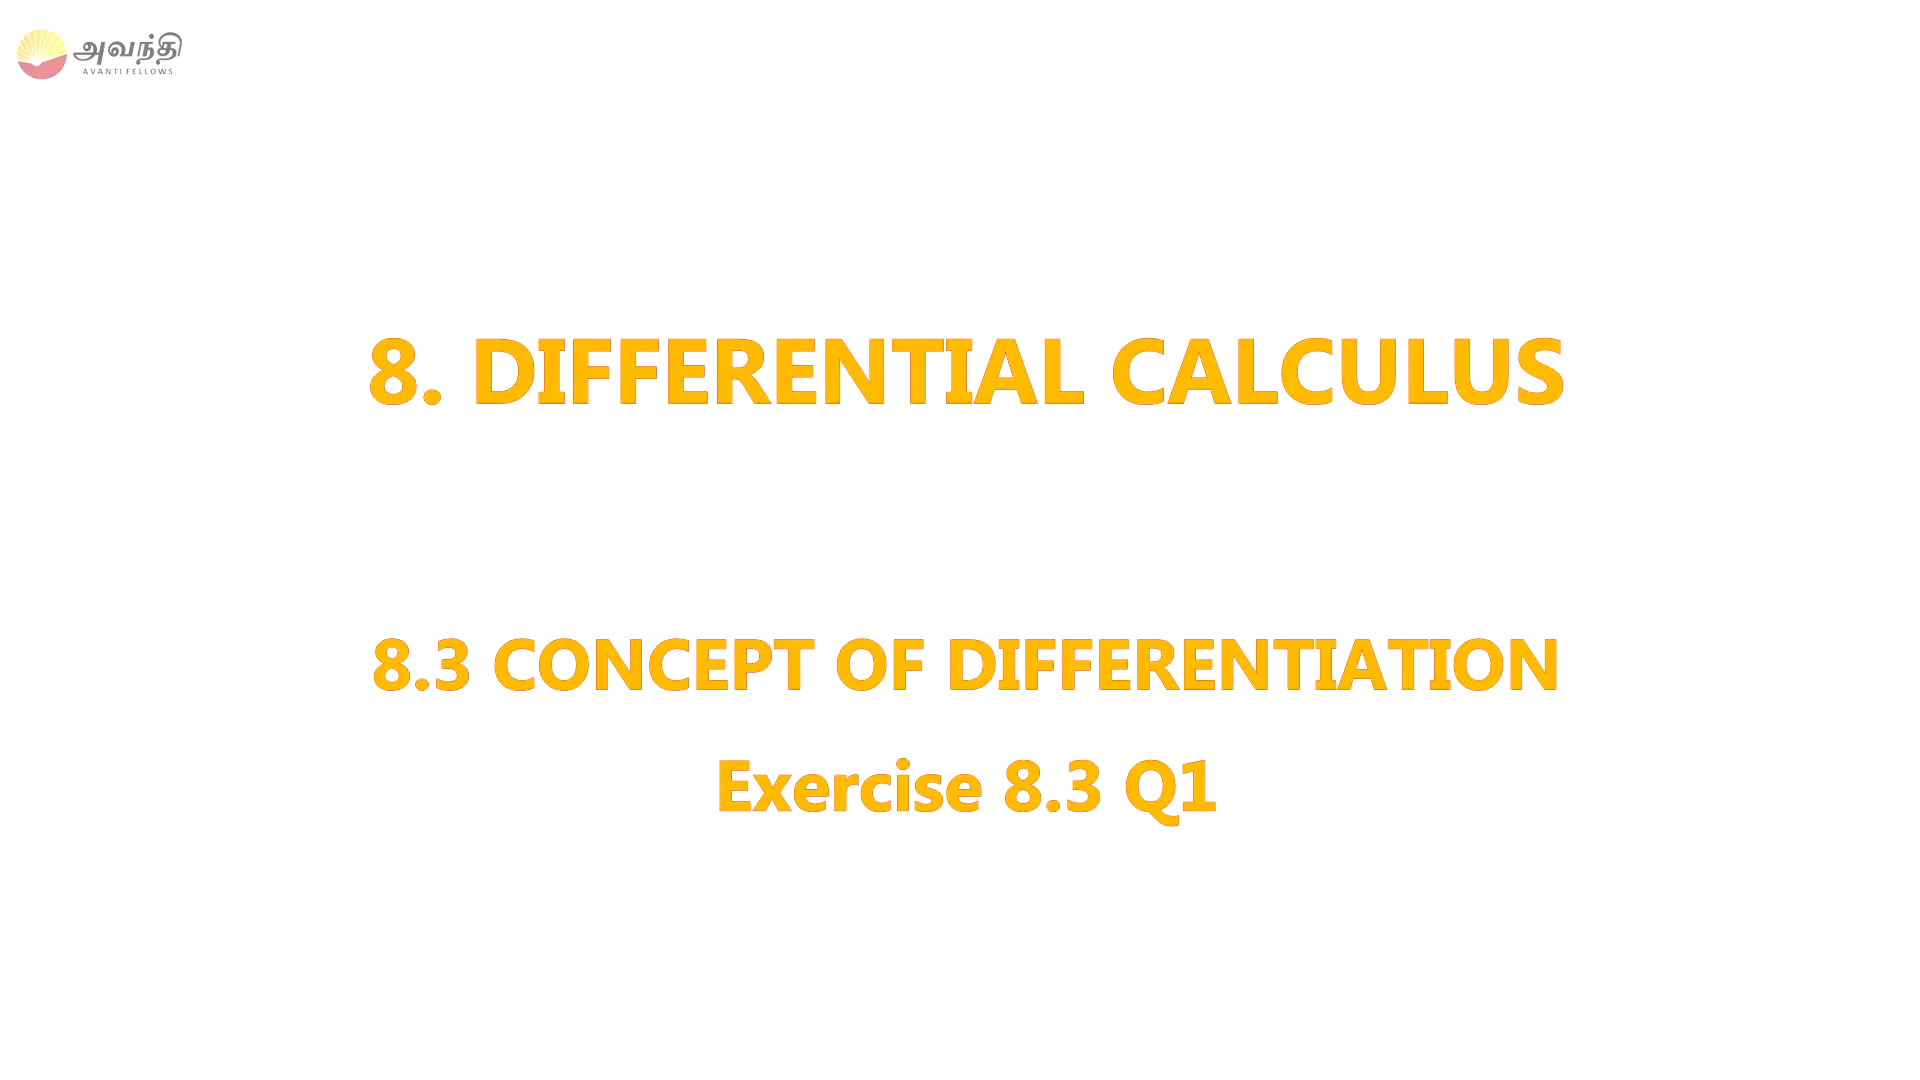 அவந்தி
AVANTI FELLOWS
8. DIFFERENTIAL CALCULUS
8.3 CONCEPT OF DIFFERENTIATION
Exercise 8.3 Q1